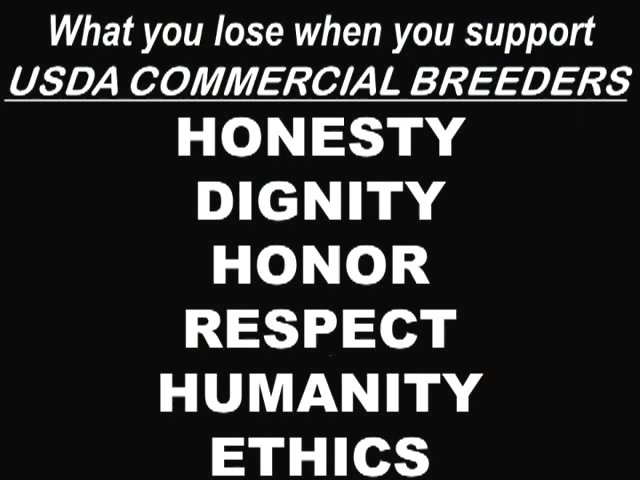 What you lose when you support
USDA COMMERCIAL BREEDERS
HONESTY
DIGNITY
HONOR
RESPECT
HUMANITY
ETHICS